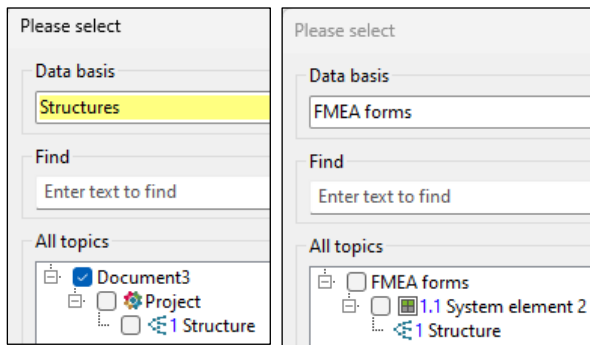 Please select
Data basis
Structures
Find
Enter text to find
All topics
Document3
Project
1 Structure
Please select
Data basis
FMEA forms
Find
Enter text to find
All topics
FMEA forms
1.1 System element 2
1 Structure